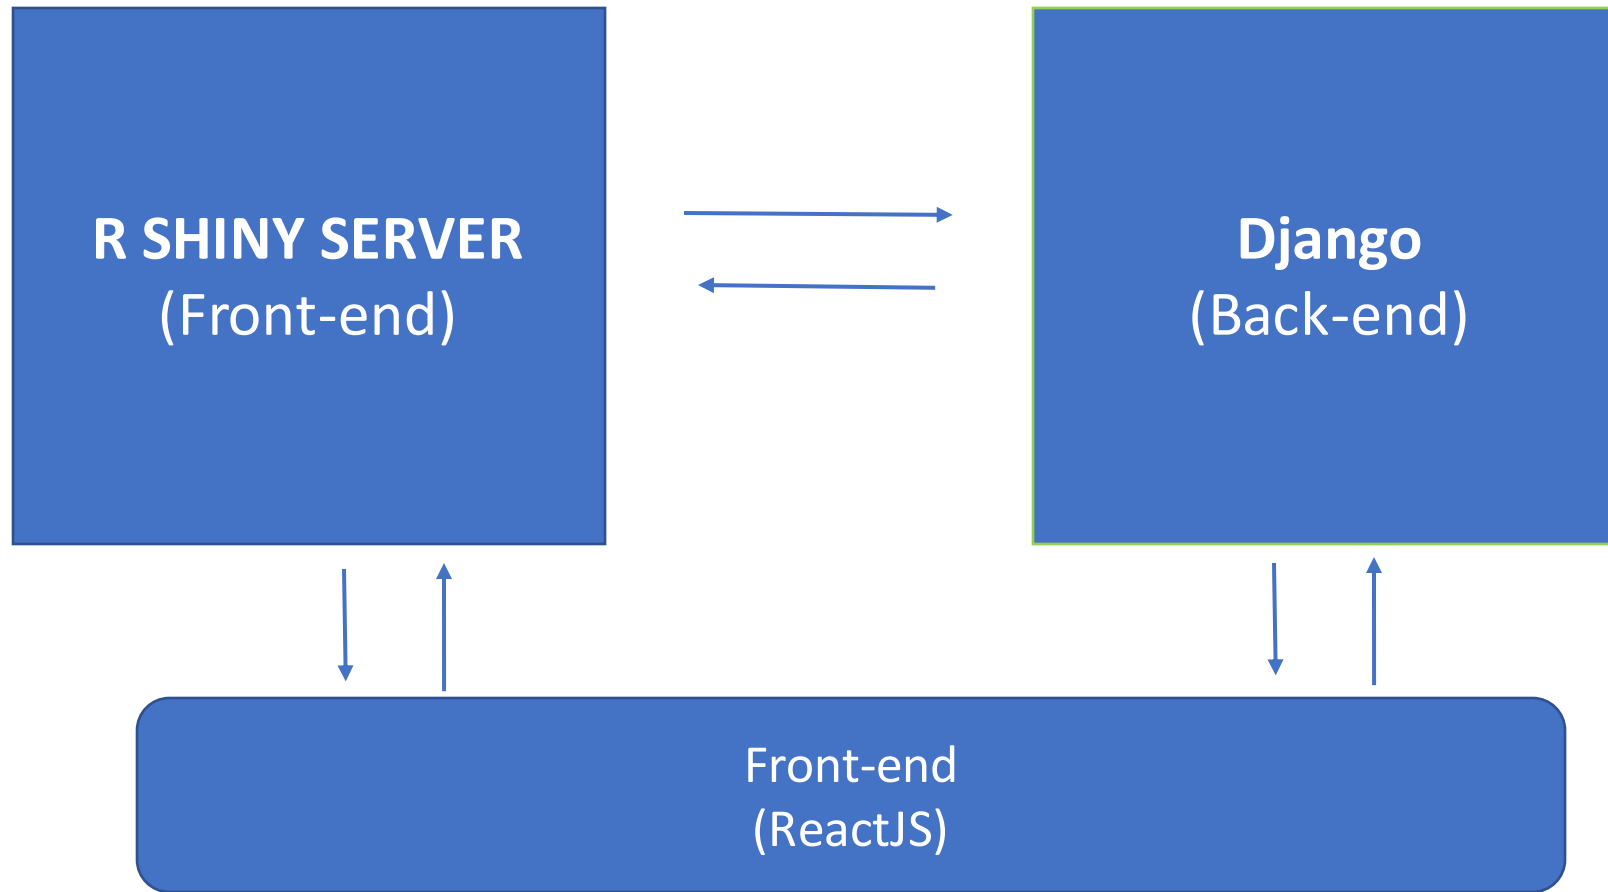 R SHINY SERVER
(Front-end)
Django
(Back-end)
Front-end
(ReactJS)